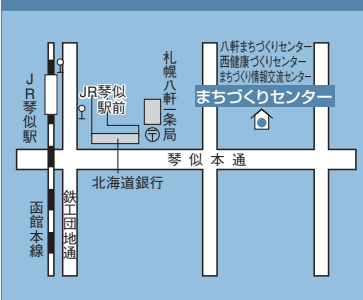 八軒まちづくりセンター
西健康づくりセンター
まちづくり情報交流センター
まちづくりセンター
札幌八軒一条局
〒
JR琴似駅前
JR琴似駅
北海道銀行
琴似本通
鉄工団地通
函館本線